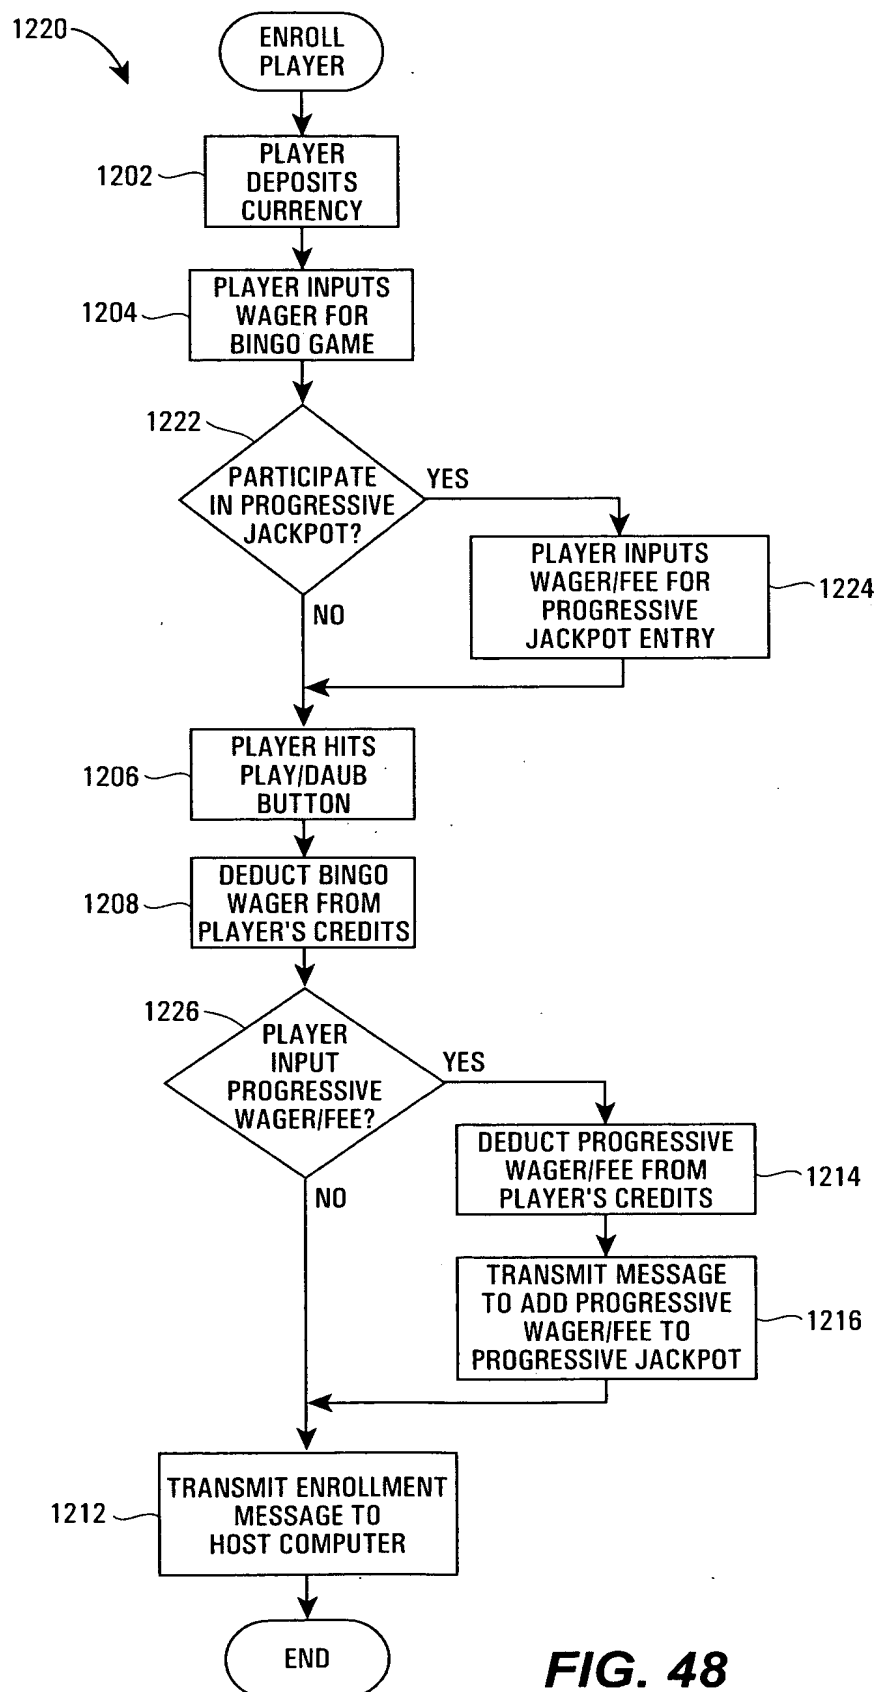 1220
ENROLL
PLAYER
1202
PLAYER
DEPOSITS
CURRENCY
1204
PLAYER INPUTS
WAGER FOR
BINGO GAME
1222
PARTICIPATE
IN PROGRESSIVE
JACKPOT?
YES
NO
PLAYER INPUTS
WAGER/FEE FOR
PROGRESSIVE
JACKPOT ENTRY
1224
1206
PLAYER HITS
PLAY/DAUB
BUTTON
1208
DEDUCT BINGO
WAGER FROM
PLAYER'S CREDITS
1226
PLAYER
INPUT
PROGRESSIVE
WAGER/FEE?
YES
NO
DEDUCT PROGRESSIVE
WAGER/FEE FROM
PLAYER'S CREDITS
1214
TRANSMIT MESSAGE
TO ADD PROGRESSIVE
WAGER/FEE TO
PROGRESSIVE JACKPOT
1216
1212
TRANSMIT ENROLLMENT
MESSAGE TO
HOST COMPUTER
END
FIG. 48